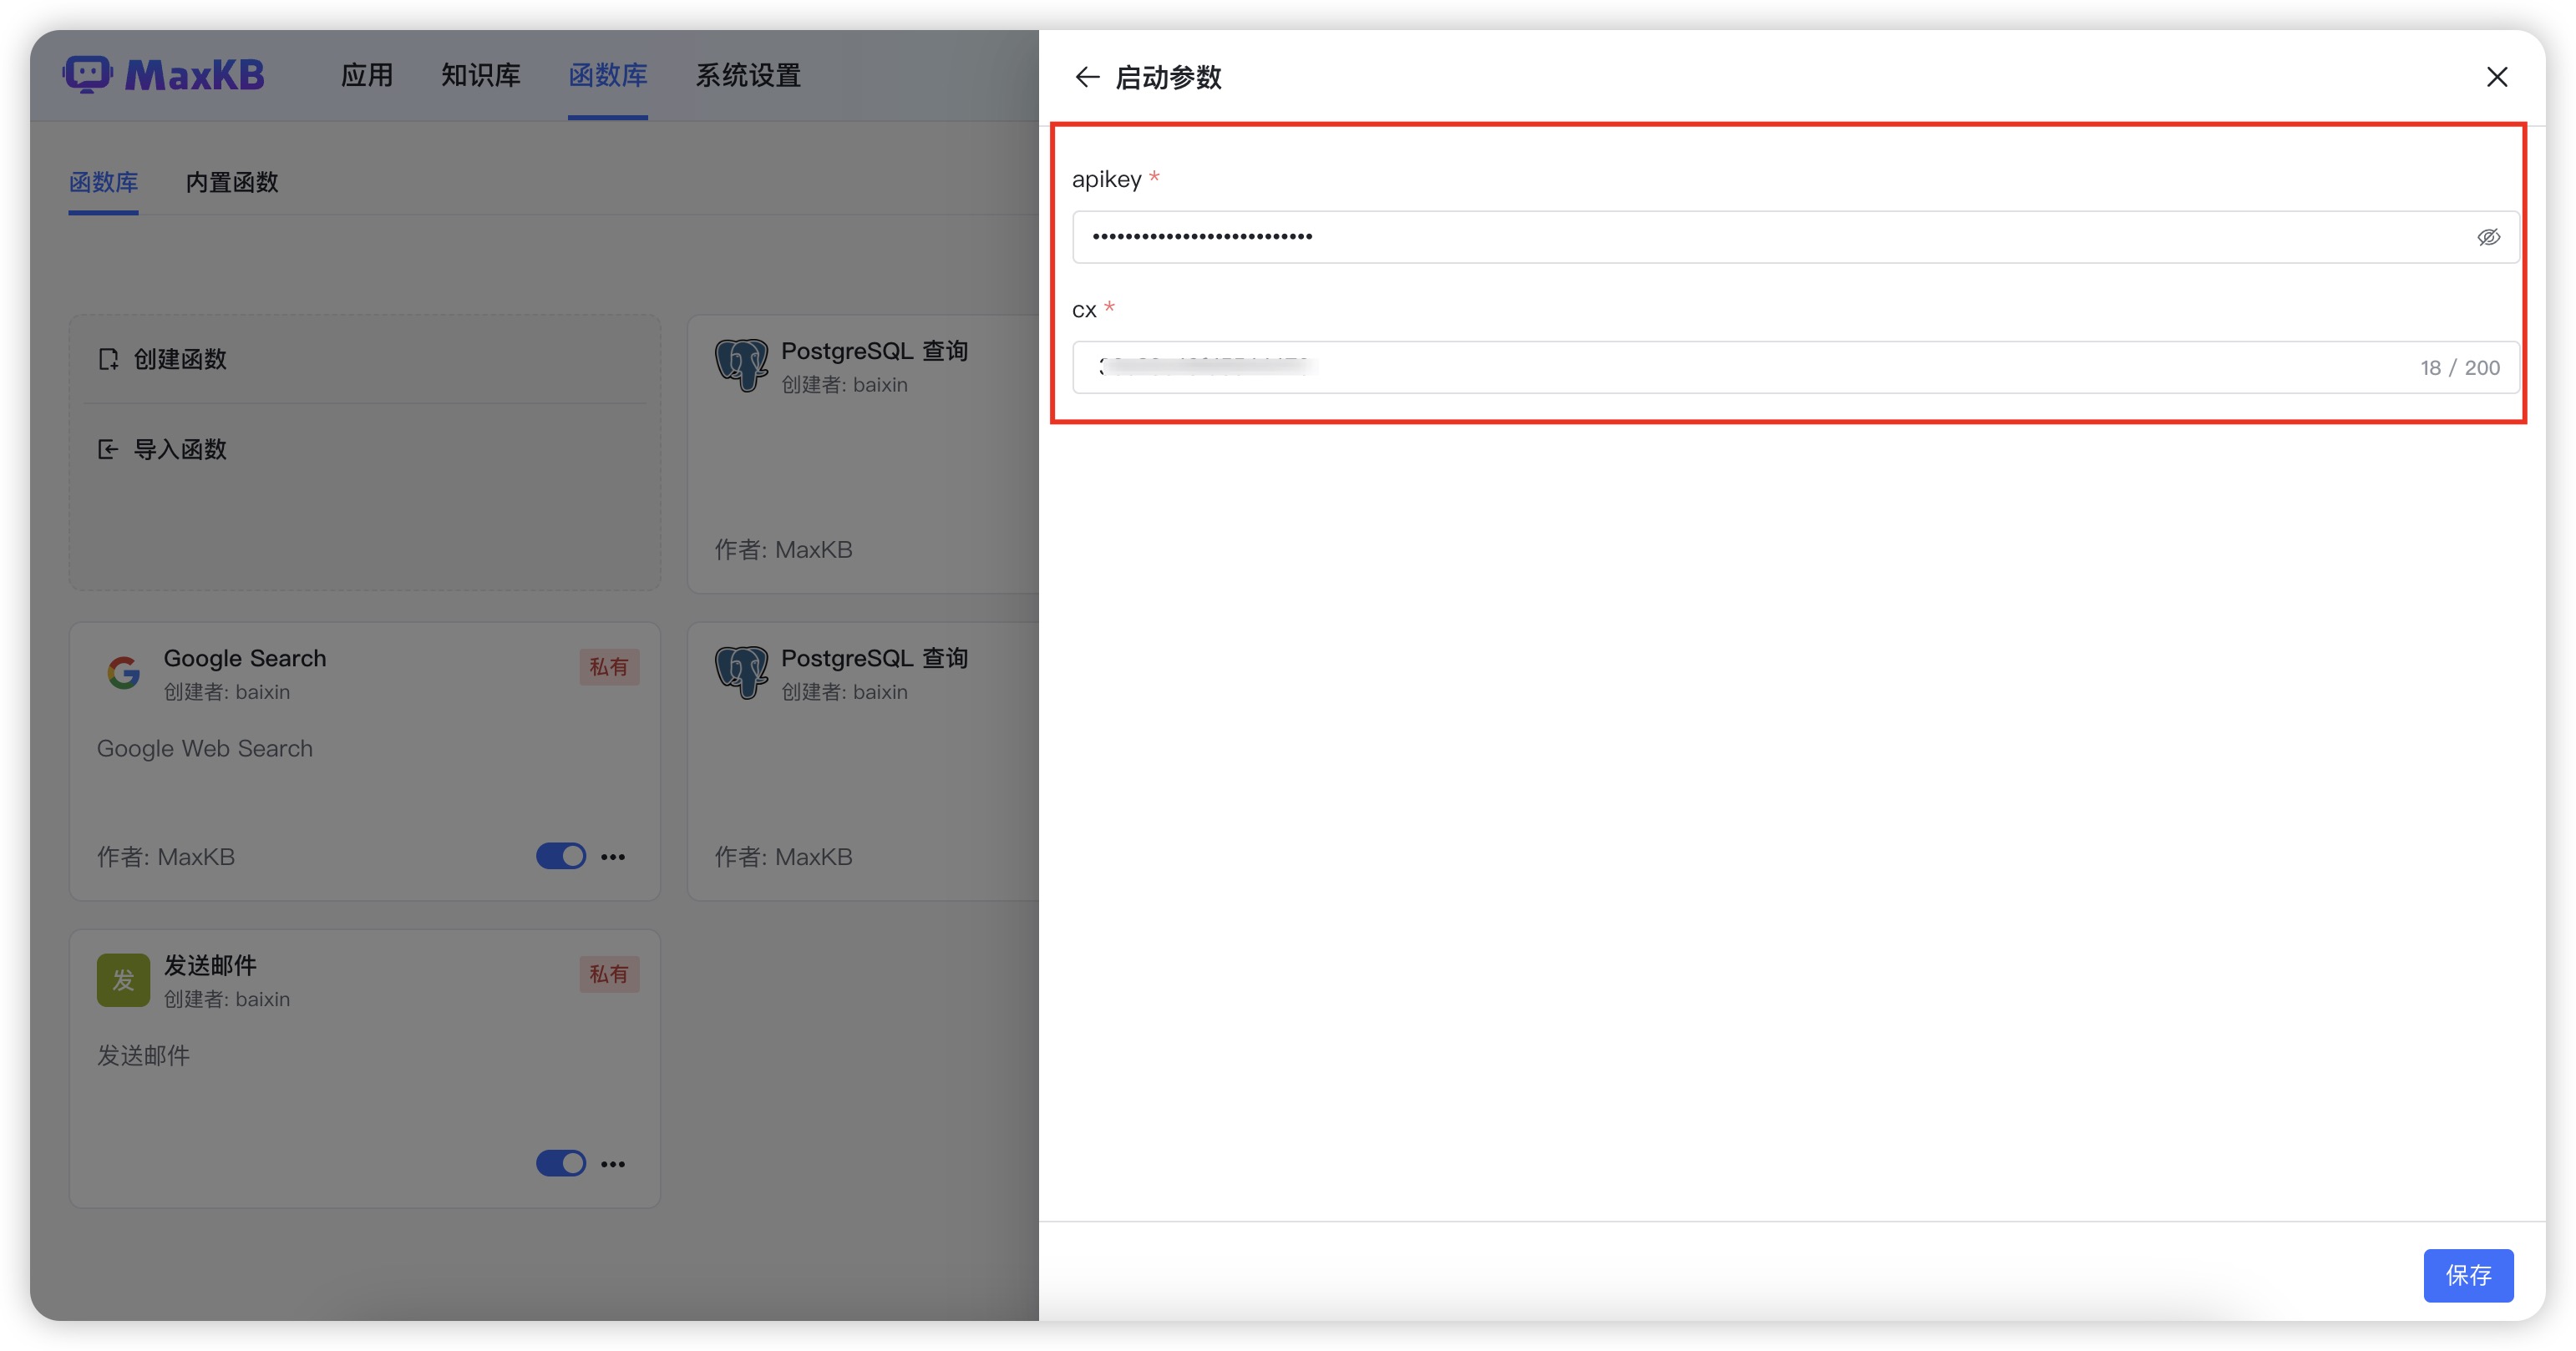 MaxKB 应用 知识库 函数库 系统设置
函数库 内置函数
创建函数
导入函数
PostgreSQL 查询
创建者: baixin
作者: MaxKB
Google Search
创建者: baixin
私有
Google Web Search
作者: MaxKB
PostgreSQL 查询
创建者: baixin
作者: MaxKB
发
发送邮件
创建者: baixin
私有
发送邮件
启动参数
apikey *
•••••••••••••••••••••••••••
cx *
18 / 200
保存